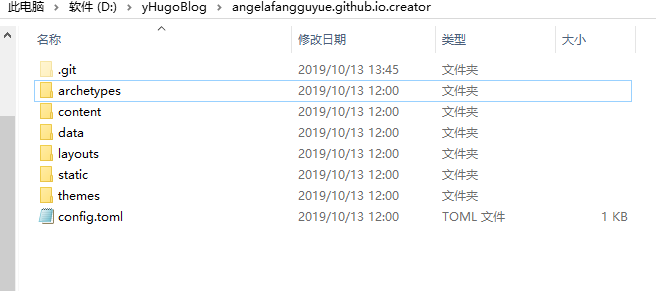 此电脑 > 软件 (D:) > yHugoBlog > angelafangguyue.github.io.creator
名称 修改日期 类型 大小
.git 2019/10/13 13:45 文件夹
archetypes 2019/10/13 12:00 文件夹
content 2019/10/13 12:00 文件夹
data 2019/10/13 12:00 文件夹
layouts 2019/10/13 12:00 文件夹
static 2019/10/13 12:00 文件夹
themes 2019/10/13 12:00 文件夹
config.toml 2019/10/13 12:00 TOML 文件 1 KB